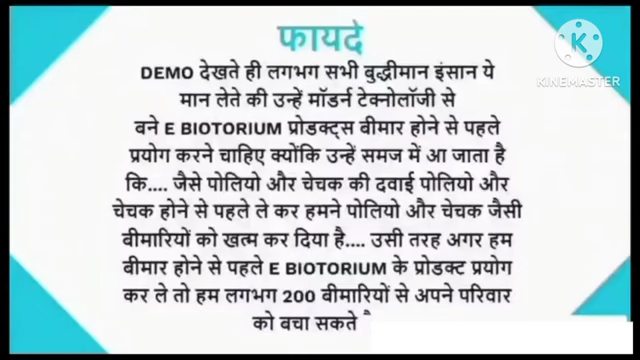 फायदे
K
KINEMASTER
DEMO देखते ही लगभग सभी बुद्धीमान इंसान ये
मान लेते की उन्हें मॉडर्न टेक्नोलॉजी से
बने E BIOTORIUM प्रोडक्ट्स बीमार होने से पहले
प्रयोग करने चाहिए क्योंकि उन्हें समज में आ जाता है
कि.... जैसे पोलियो और चेचक की दवाई पोलियो और
चेचक होने से पहले ले कर हमने पोलियो और चेचक जैसी
बीमारियों को खत्म कर दिया है.... उसी तरह अगर हम
बीमार होने से पहले E BIOTORIUM के प्रोडक्ट प्रयोग
कर ले तो हम लगभग 200 बीमारियों से अपने परिवार
को बचा सकते